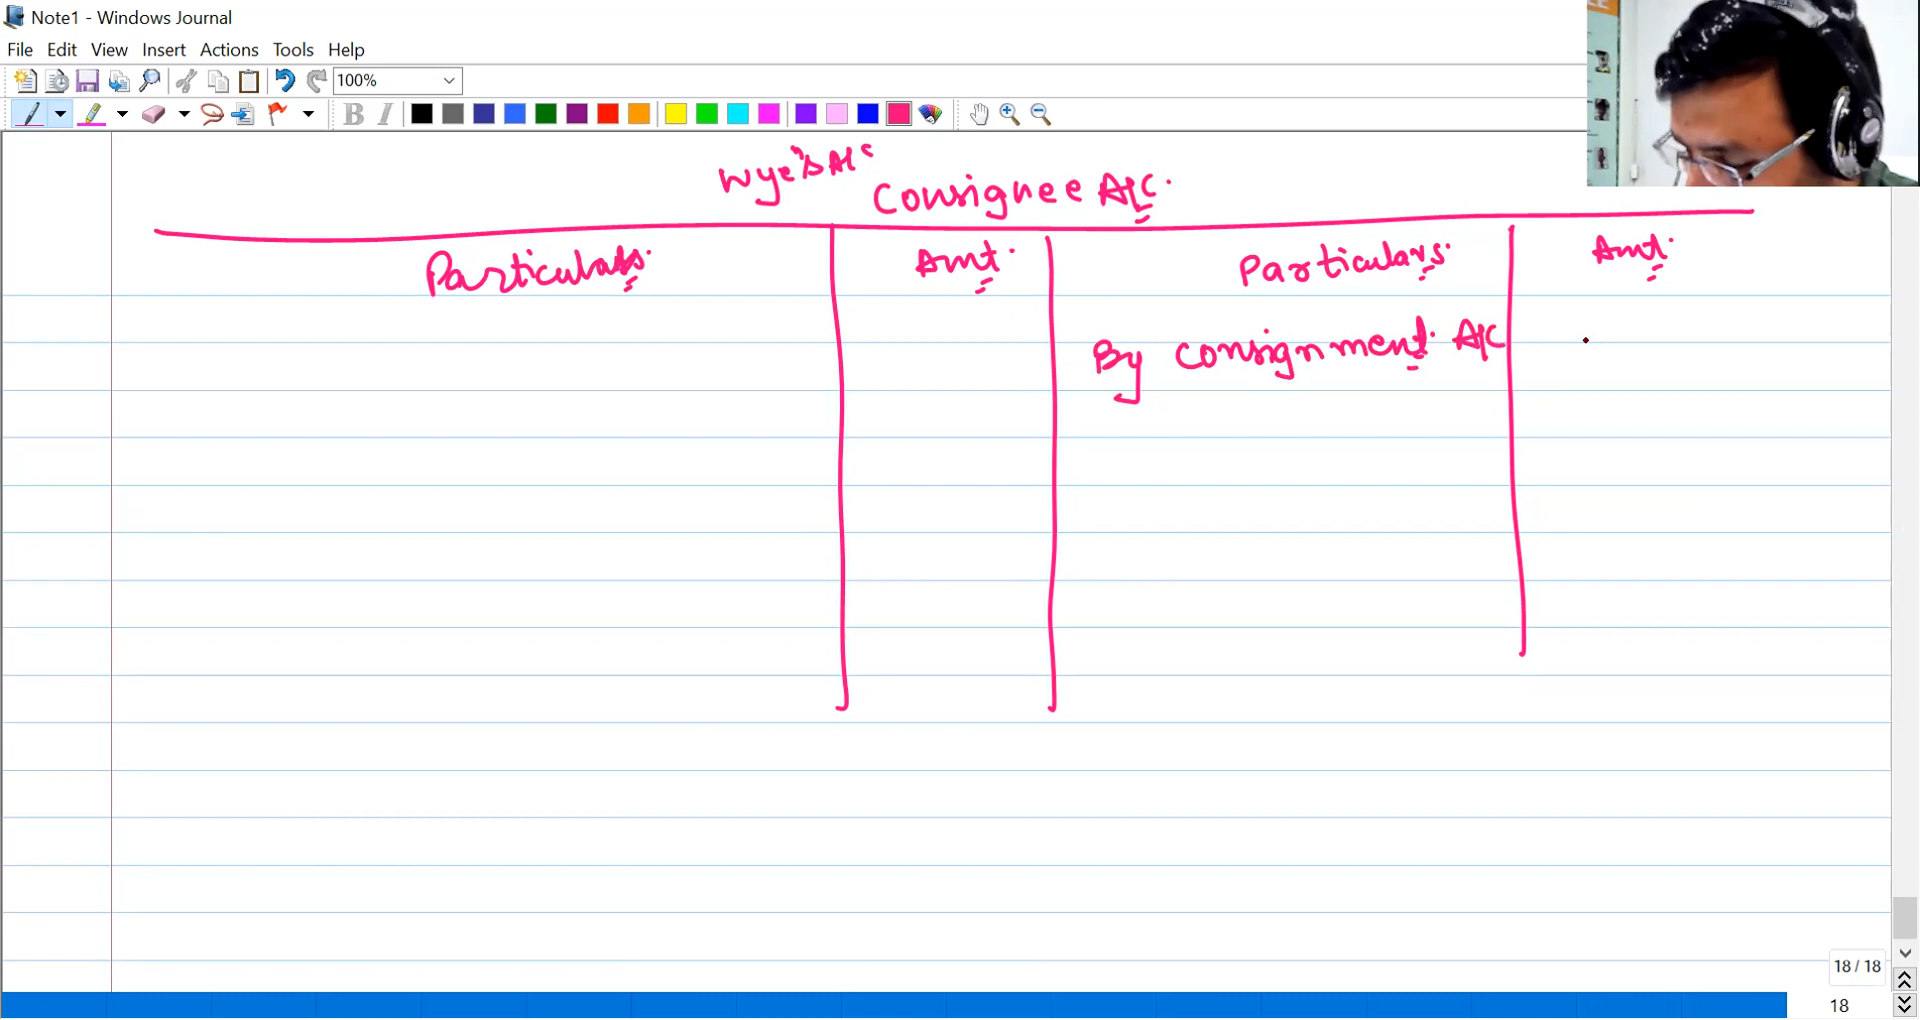 Note1 - Windows Journal
File Edit View Insert Actions Tools Help
100%
B I
Wye's A/c
Consignee A/C.
Particulars. Amt. Particulars. Amt.
By Consignment A/C
18 / 18
18